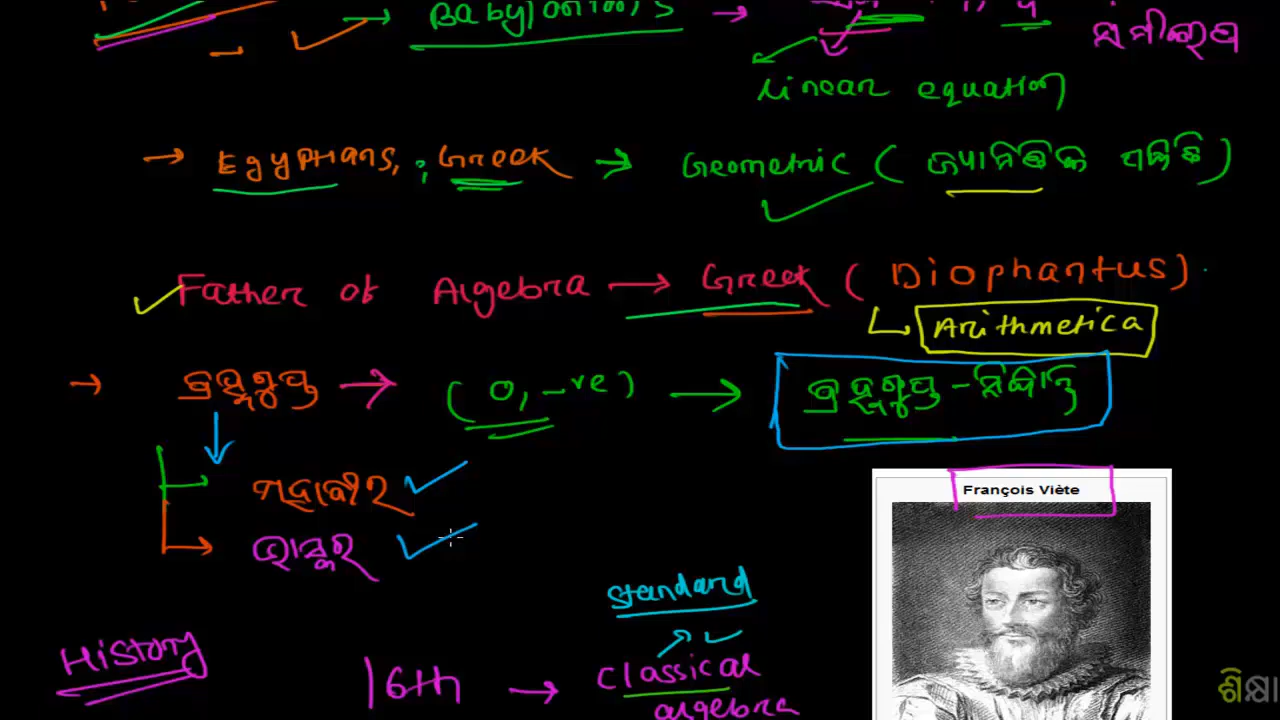 Babylonians →
ସମୀକରଣ
Linear equation
→ Egyptians, ; Greek → Geometric ( ଜ୍ୟାମିତିକ ପଦ୍ଧତି )
Father of Algebra → Greek ( Diophantus )
Arithmetica
→ ବ୍ରହ୍ମଗୁପ୍ତ → ( 0, -ve ) → ବ୍ରହ୍ମଗୁପ୍ତ - ସିଦ୍ଧାନ୍ତ
ମହାବୀର
ଭାସ୍କର
François Viète
standard
History
16th → classical algebra
ଶିକ୍ଷା